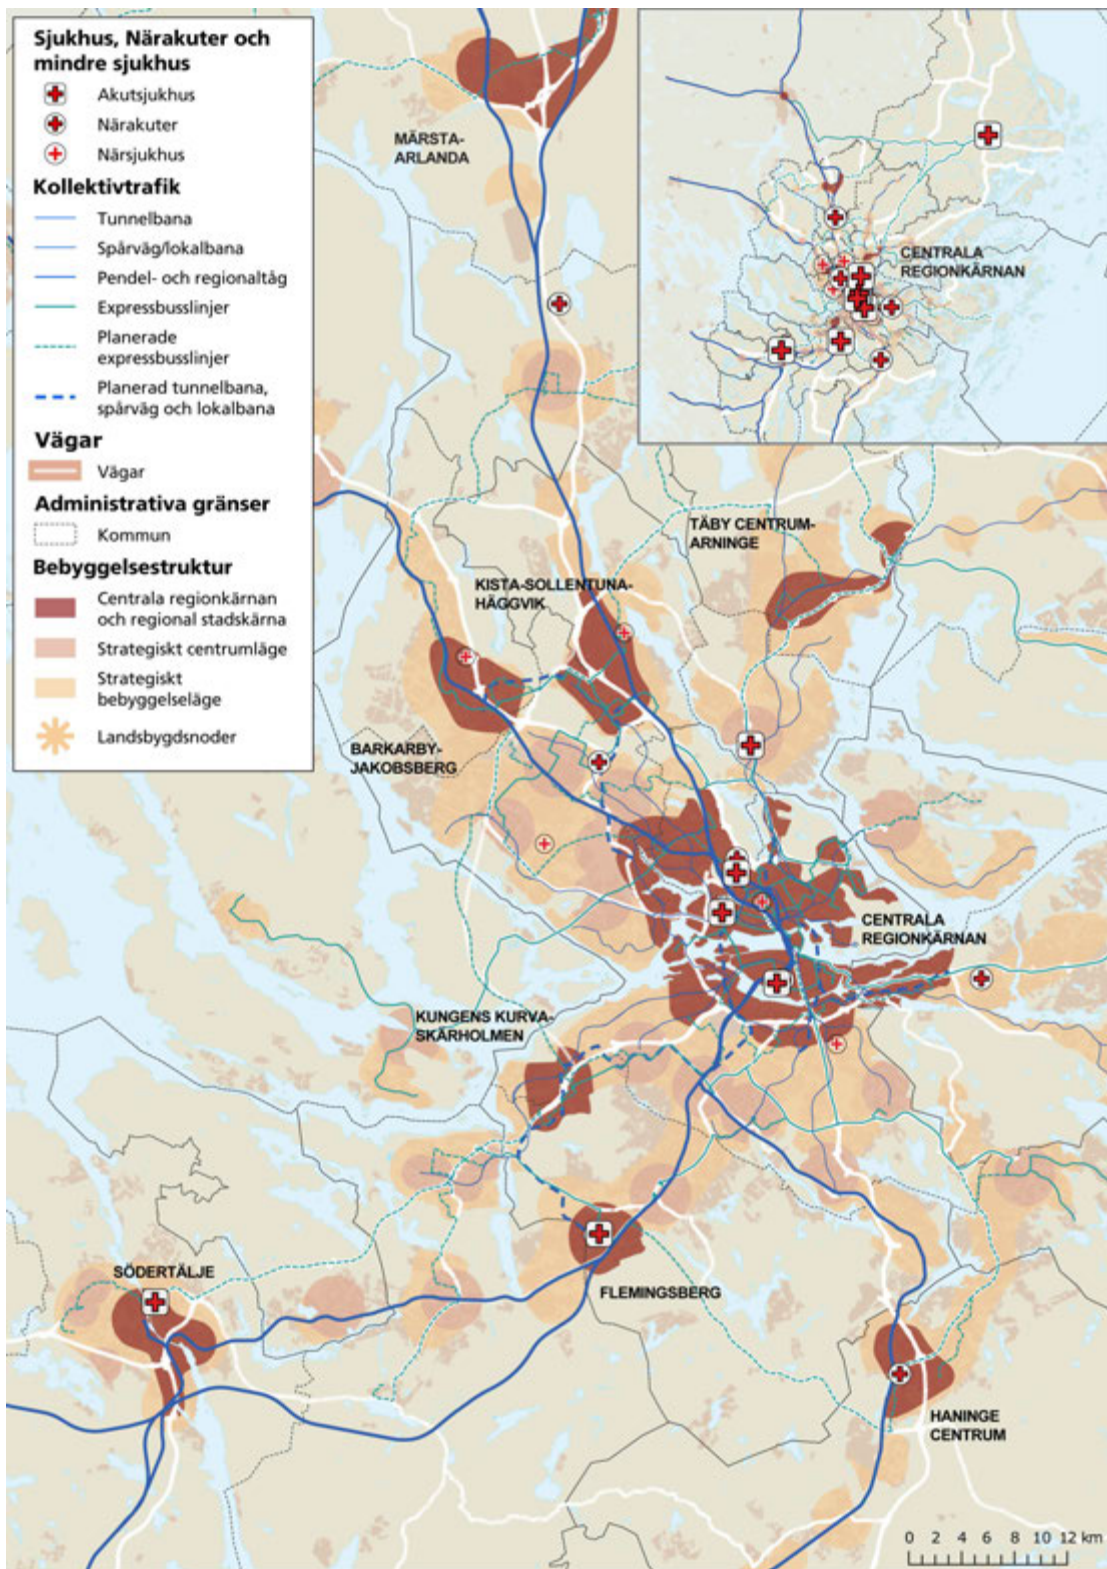 Sjukhus, Närakuter och
mindre sjukhus
Akutsjukhus
Närakuter
Närsjukhus
Kollektivtrafik
Tunnelbana
Spårväg/lokalbana
Pendel- och regionaltåg
Expressbusslinjer
Planerade
expressbusslinjer
Planerad tunnelbana,
spårväg och lokalbana
Vägar
Vägar
Administrativa gränser
Kommun
Bebyggelsestruktur
Centrala regionkärnan
och regional stadskärna
Strategiskt centrumläge
Strategiskt
bebyggelseläge
Landsbygdsnoder
MÄRSTA-
ARLANDA
CENTRALA
REGIONKÄRNAN
TÄBY CENTRUM-
ARNINGE
KISTA-SOLLENTUNA-
HÄGGVIK
BARKARBY-
JAKOBSBERG
CENTRALA
REGIONKÄRNAN
KUNGENS KURVA-
SKÄRHOLMEN
SÖDERTÄLJE
FLEMINGSBERG
HANINGE
CENTRUM
0 2 4 6 8 10 12 km